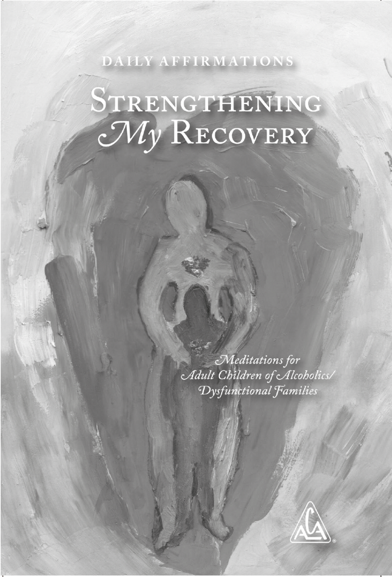 DAILY AFFIRMATIONS
STRENGTHENING
My RECOVERY
Meditations for
Adult Children of Alcoholics/
Dysfunctional Families
ACA